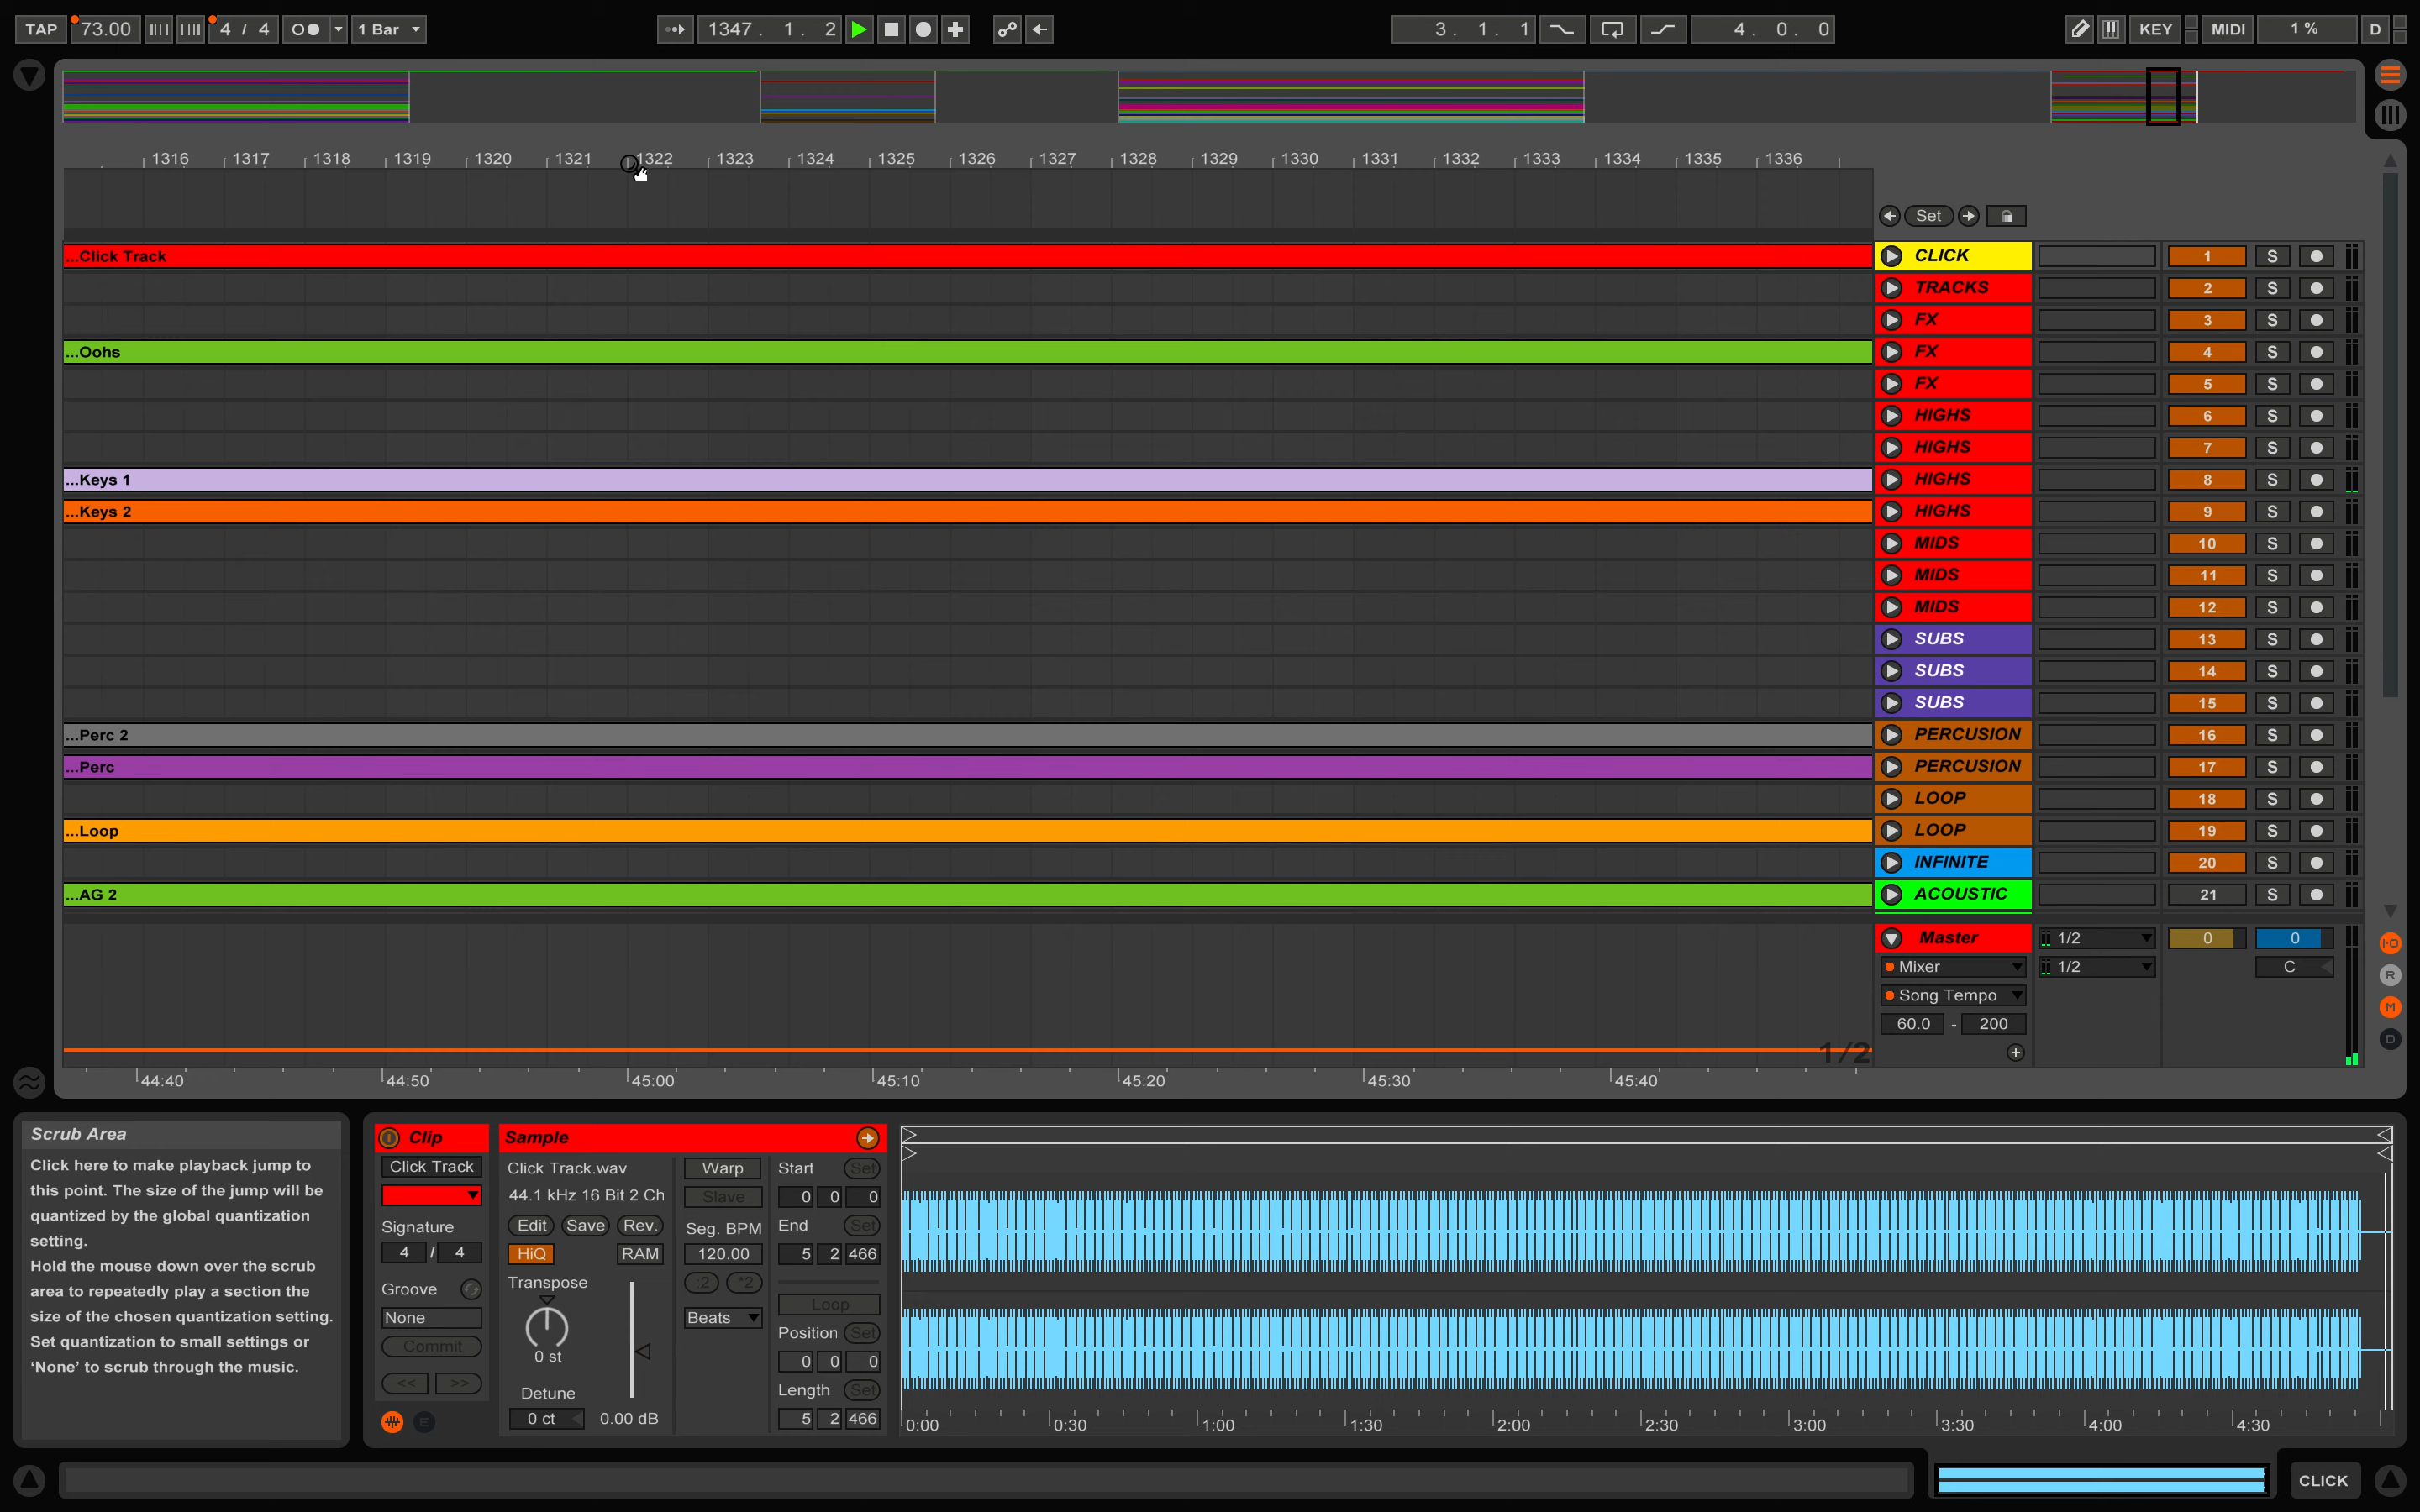 TAP 73.00 4 / 4 1 Bar 1347. 1. 2 3. 1. 1 4. 0. 0 KEY MIDI 1 % D
1316 1317 1318 1319 1320 1321 1322 1323 1324 1325 1326 1327 1328 1329 1330 1331 1332 1333 1334 1335 1336
Set
...Click Track CLICK 1 S
TRACKS 2 S
FX 3 S
...Oohs FX 4 S
FX 5 S
HIGHS 6 S
HIGHS 7 S
...Keys 1 HIGHS 8 S
...Keys 2 HIGHS 9 S
MIDS 10 S
MIDS 11 S
MIDS 12 S
SUBS 13 S
SUBS 14 S
SUBS 15 S
...Perc 2 PERCUSION 16 S
...Perc PERCUSION 17 S
LOOP 18 S
...Loop LOOP 19 S
INFINITE 20 S
...AG 2 ACOUSTIC 21 S
Master 1/2 0 0 I·O
Mixer 1/2 C R
Song Tempo M
60.0 - 200 D
1/2
44:40 44:50 45:00 45:10 45:20 45:30 45:40
Scrub Area
Click here to make playback jump to
this point. The size of the jump will be
quantized by the global quantization
setting.
Hold the mouse down over the scrub
area to repeatedly play a section the
size of the chosen quantization setting.
Set quantization to small settings or
‘None’ to scrub through the music.
Clip
Click Track
Signature
4 / 4
Groove
None
Commit
<< >>
E
Sample
Click Track.wav
44.1 kHz 16 Bit 2 Ch
Edit Save Rev.
HiQ RAM
Transpose
0 st
Detune
0 ct 0.00 dB
Warp
Slave
Seg. BPM
120.00
:2 *2
Beats
Start Set
0 0 0
End Set
5 2 466
Loop
Position Set
0 0 0
Length Set
5 2 466
0:00 0:30 1:00 1:30 2:00 2:30 3:00 3:30 4:00 4:30
CLICK